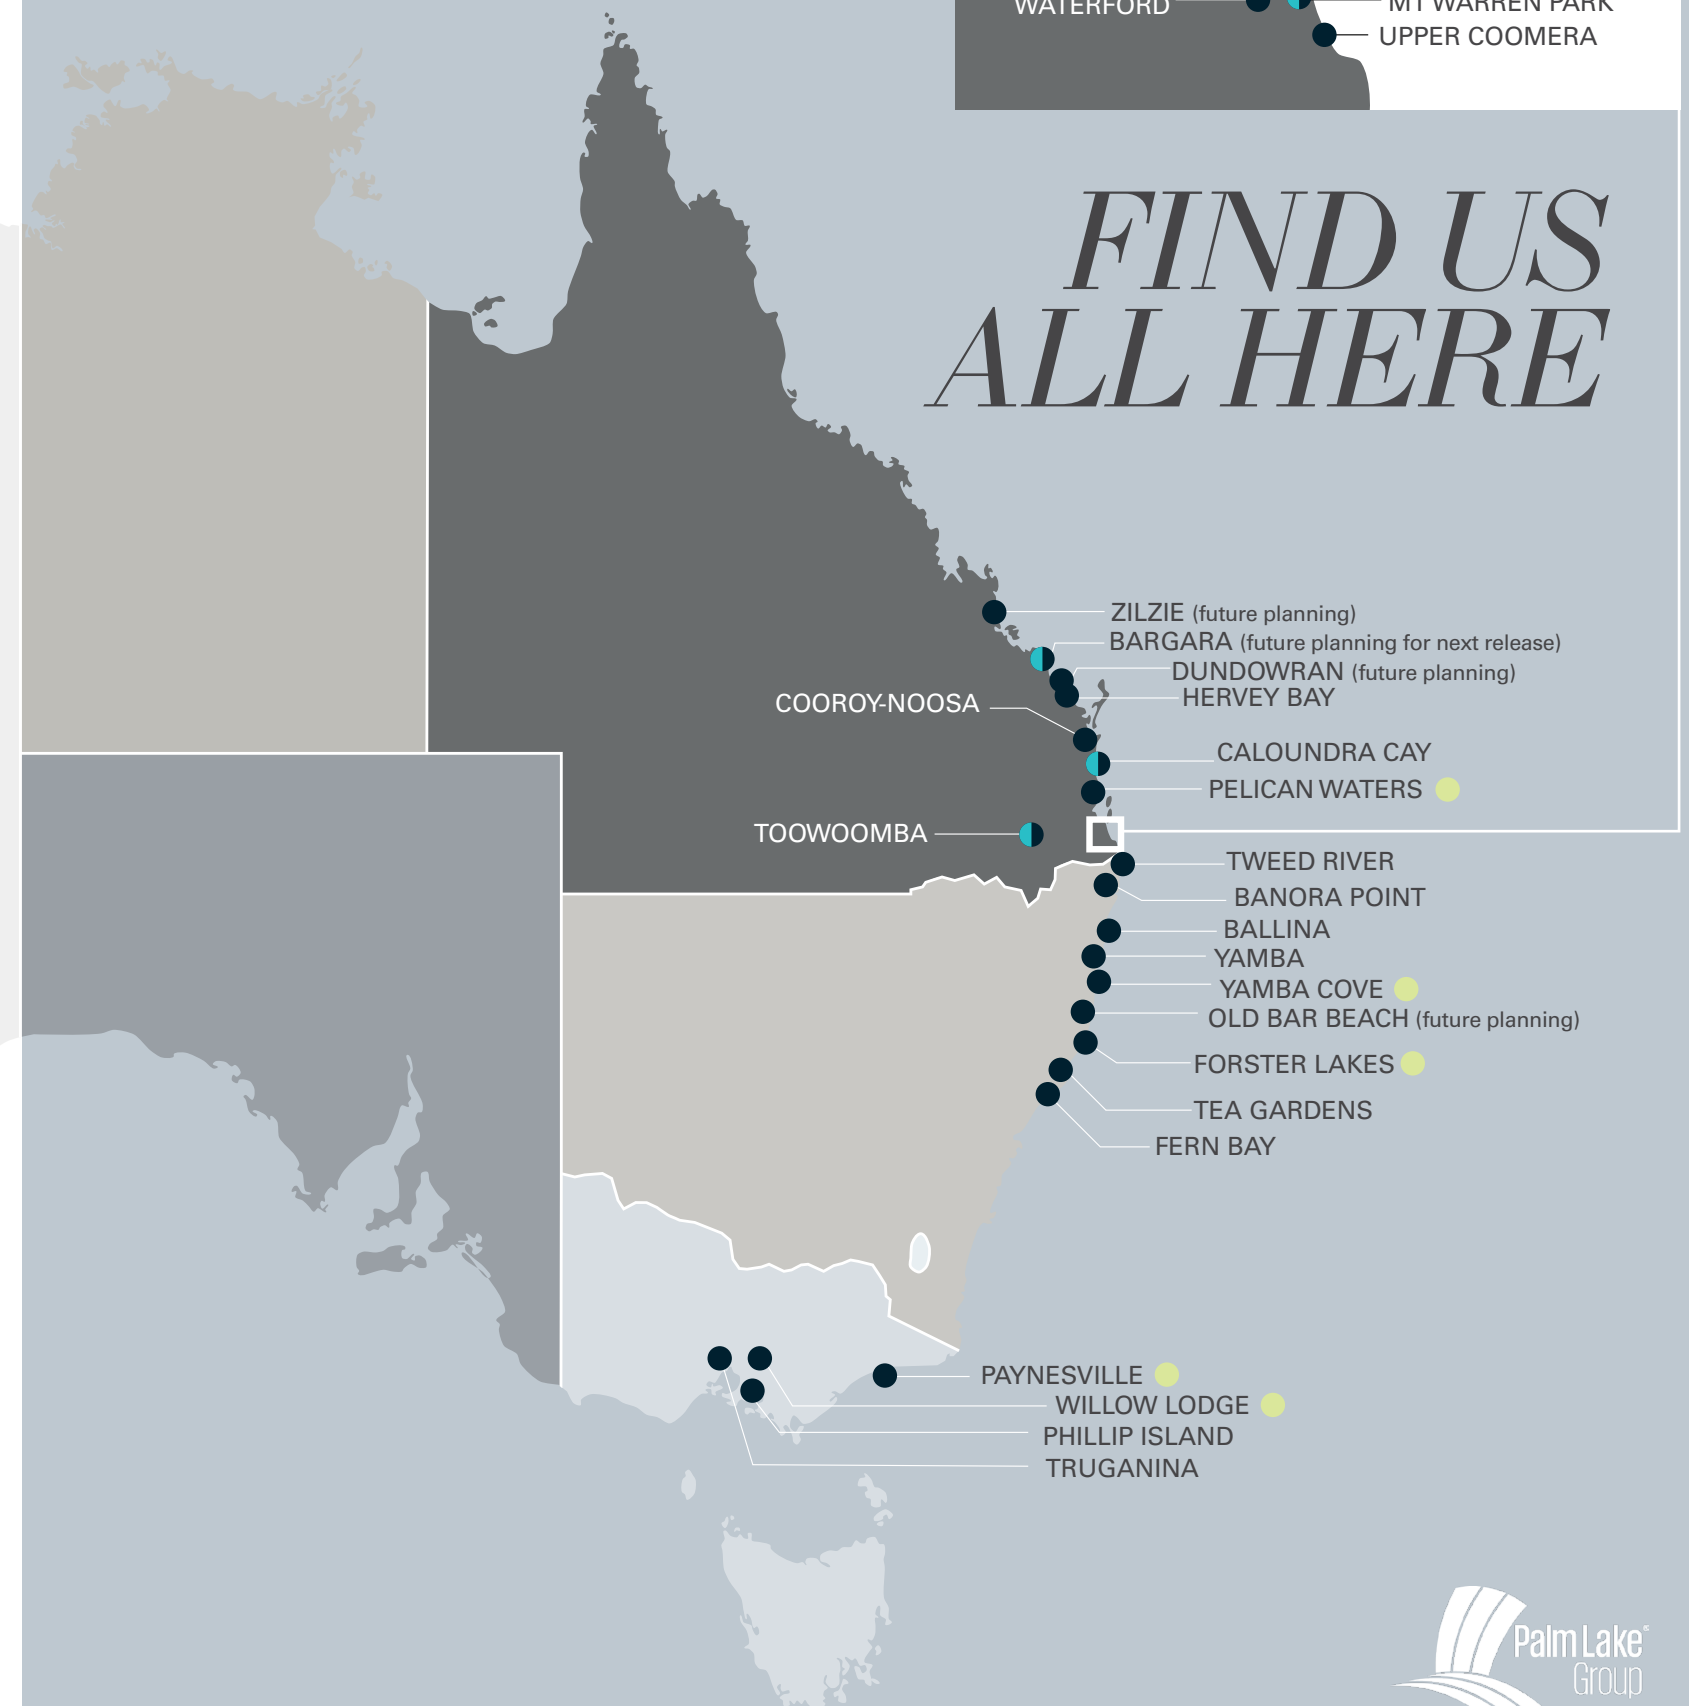 WATERFORD
MT WARREN PARK
UPPER COOMERA
FIND US
ALL HERE
ZILZIE (future planning)
BARGARA (future planning for next release)
DUNDOWRAN (future planning)
HERVEY BAY
COOROY-NOOSA
CALOUNDRA CAY
PELICAN WATERS
TOOWOOMBA
TWEED RIVER
BANORA POINT
BALLINA
YAMBA
YAMBA COVE
OLD BAR BEACH (future planning)
FORSTER LAKES
TEA GARDENS
FERN BAY
PAYNESVILLE
WILLOW LODGE
PHILLIP ISLAND
TRUGANINA
Palm Lake
Group